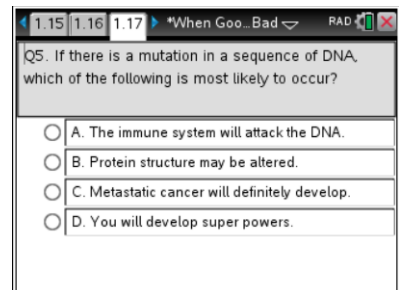 1.15 1.16 1.17 *When Goo...Bad RAD
Q5. If there is a mutation in a sequence of DNA,
which of the following is most likely to occur?
A. The immune system will attack the DNA.
B. Protein structure may be altered.
C. Metastatic cancer will definitely develop.
D. You will develop super powers.